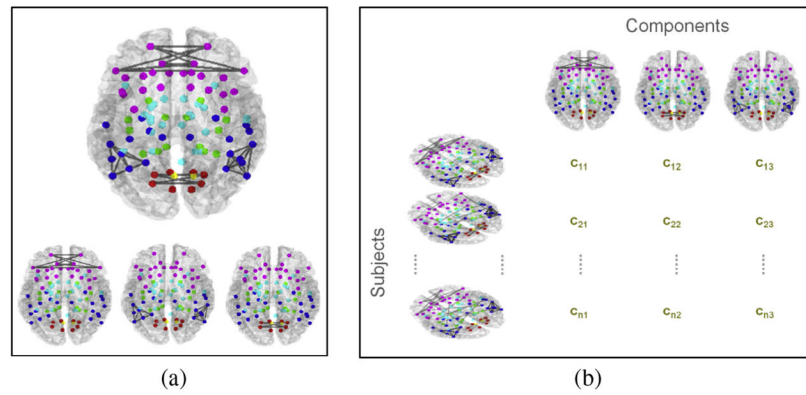 Components
Subjects
c11 c12 c13
c21 c22 c23
cn1 cn2 cn3
(a) (b)